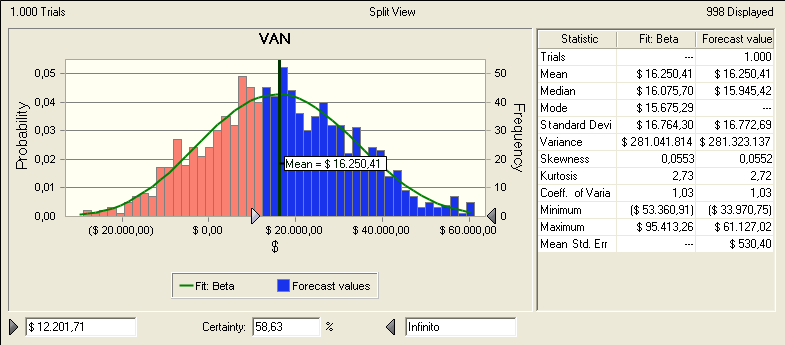 1.000 Trials Split View 998 Displayed
VAN
Probability
0,05
0,04
0,03
0,02
0,01
0,00
50
40
30
20
10
0
Frequency
Mean = $ 16.250,41
($ 20.000,00) $ 0,00 $ 20.000,00 $ 40.000,00 $ 60.000,00
$
Fit: Beta Forecast values
Statistic Fit: Beta Forecast value
Trials --- 1.000
Mean $ 16.250,41 $ 16.250,41
Median $ 16.075,70 $ 15.945,42
Mode $ 15.675,29 ---
Standard Devi $ 16.764,30 $ 16.772,69
Variance $ 281.041.814 $ 281.323.137
Skewness 0,0553 0,0552
Kurtosis 2,73 2,72
Coeff. of Varia 1,03 1,03
Minimum ($ 53.360,91) ($ 33.970,75)
Maximum $ 95.413,26 $ 61.127,02
Mean Std. Err --- $ 530,40
$ 12.201,71 Certainty: 58,63 % Infinito